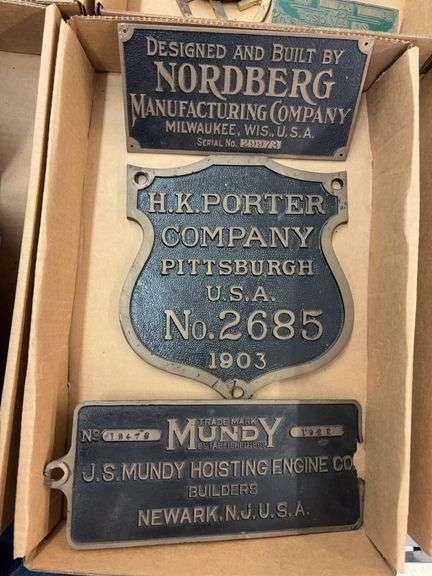 DESIGNED AND BUILT BY
NORDBERG
MANUFACTURING COMPANY
MILWAUKEE, WIS., U.S.A.
SERIAL NO.
H.K. PORTER
COMPANY
PITTSBURGH
U.S.A.
No. 2685
1903
TRADE MARK
No
MUNDY
J.S. MUNDY HOISTING ENGINE CO.
BUILDERS
NEWARK, N.J., U.S.A.